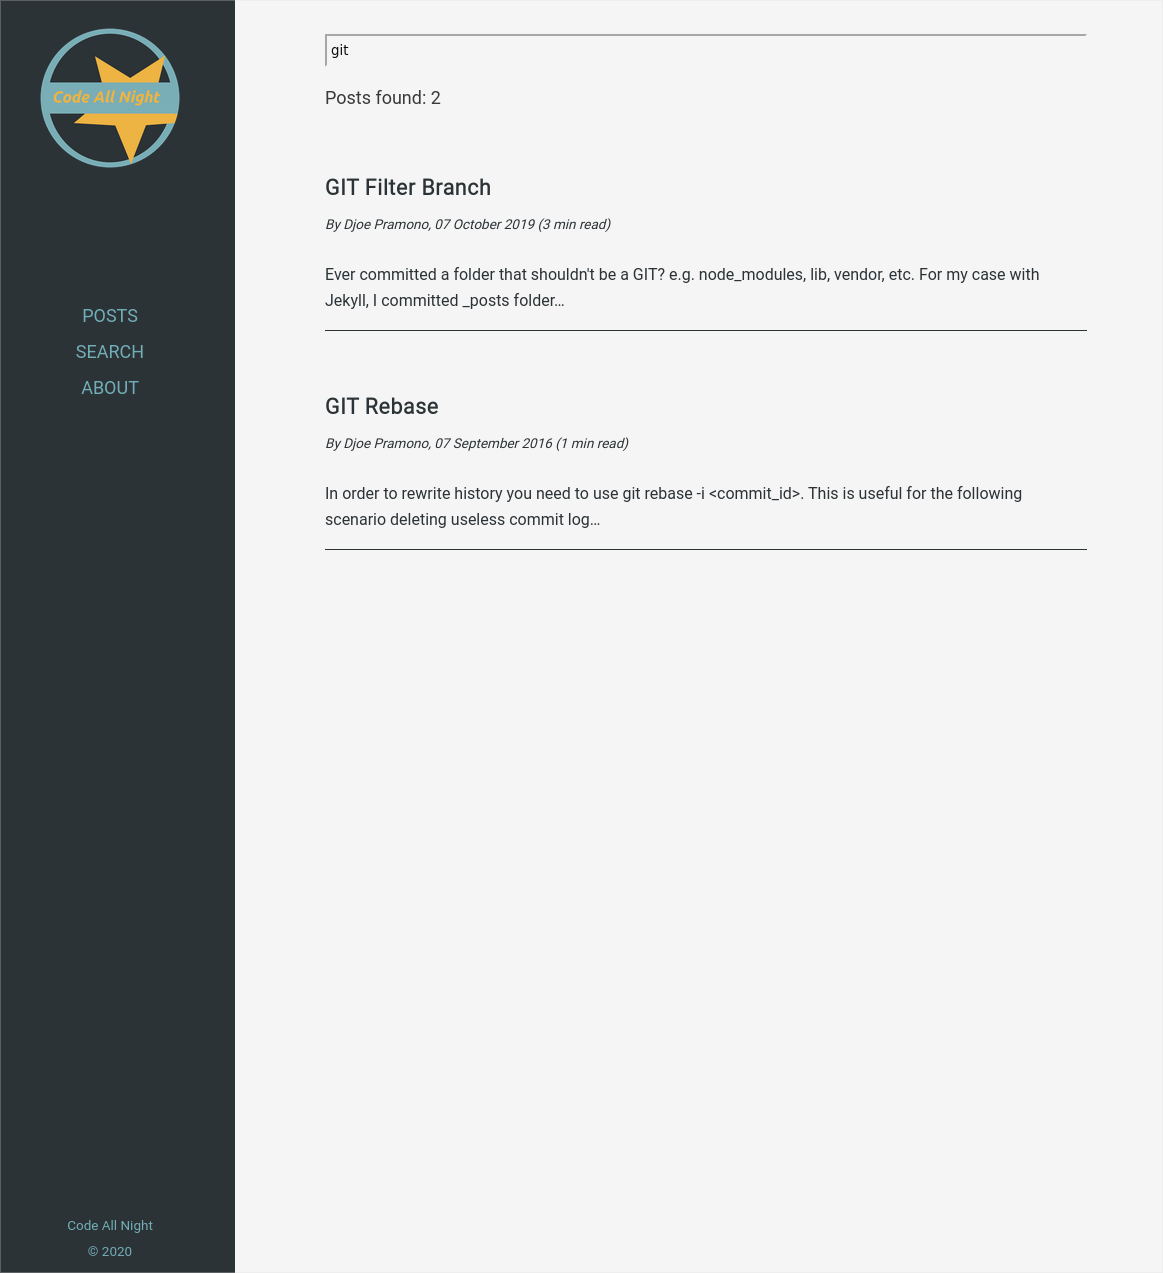 Code All Night
POSTS
SEARCH
ABOUT
Code All Night
© 2020
git
Posts found: 2
GIT Filter Branch
By Djoe Pramono, 07 October 2019 (3 min read)
Ever committed a folder that shouldn't be a GIT? e.g. node_modules, lib, vendor, etc. For my case with
Jekyll, I committed _posts folder…
GIT Rebase
By Djoe Pramono, 07 September 2016 (1 min read)
In order to rewrite history you need to use git rebase -i <commit_id>. This is useful for the following
scenario deleting useless commit log…